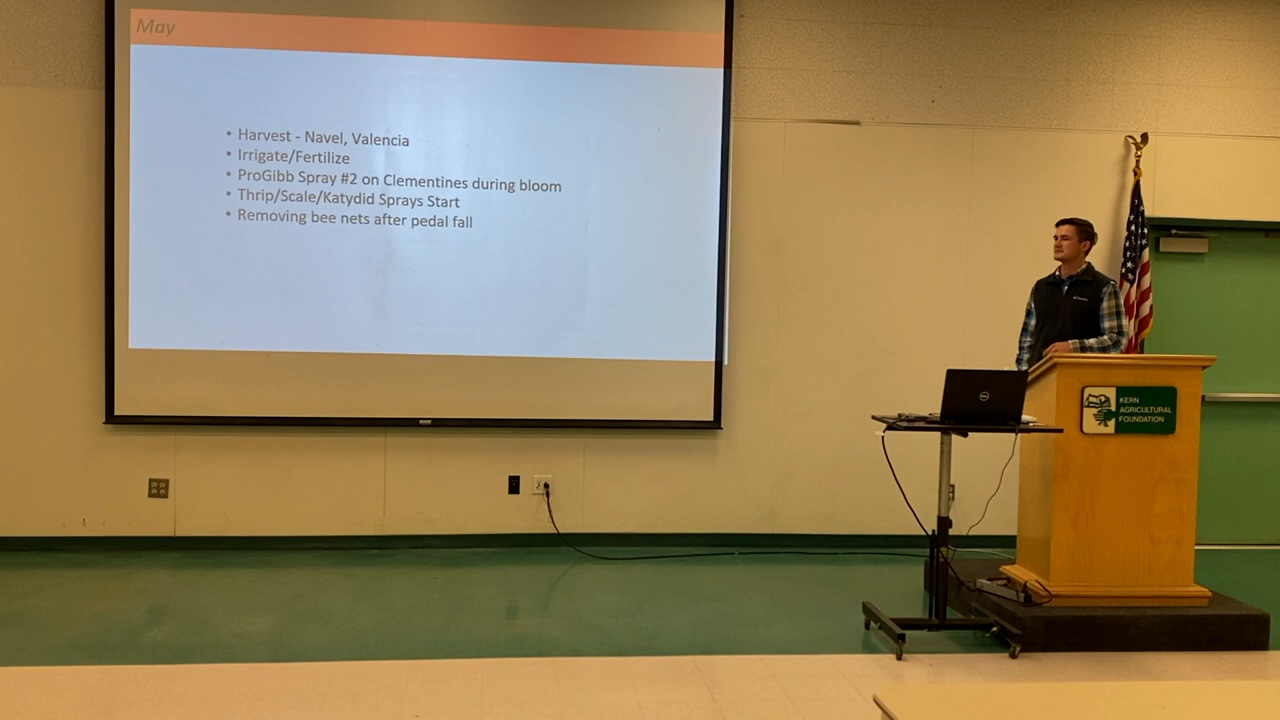 May
• Harvest - Navel, Valencia
• Irrigate/Fertilize
• ProGibb Spray #2 on Clementines during bloom
• Thrip/Scale/Katydid Sprays Start
• Removing bee nets after pedal fall
DELL
KERN
AGRICULTURAL
FOUNDATION